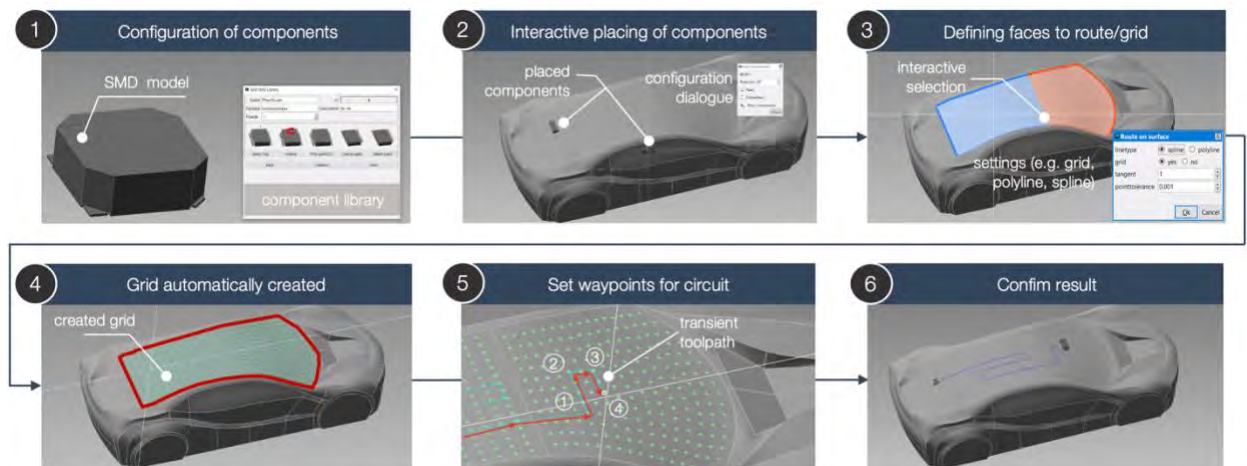 1 Configuration of components
SMD model
component library
2 Interactive placing of components
placed
components
configuration
dialogue
3 Defining faces to route/grid
interactive
selection
settings (e.g. grid,
polyline, spline)
Route on surface
linetype spline polyline
grid yes no
tangent 1
pointtolerance 0.001
Ok Cancel
4 Grid automatically created
created grid
5 Set waypoints for circuit
transient
toolpath
② ③
①
④
6 Confim result